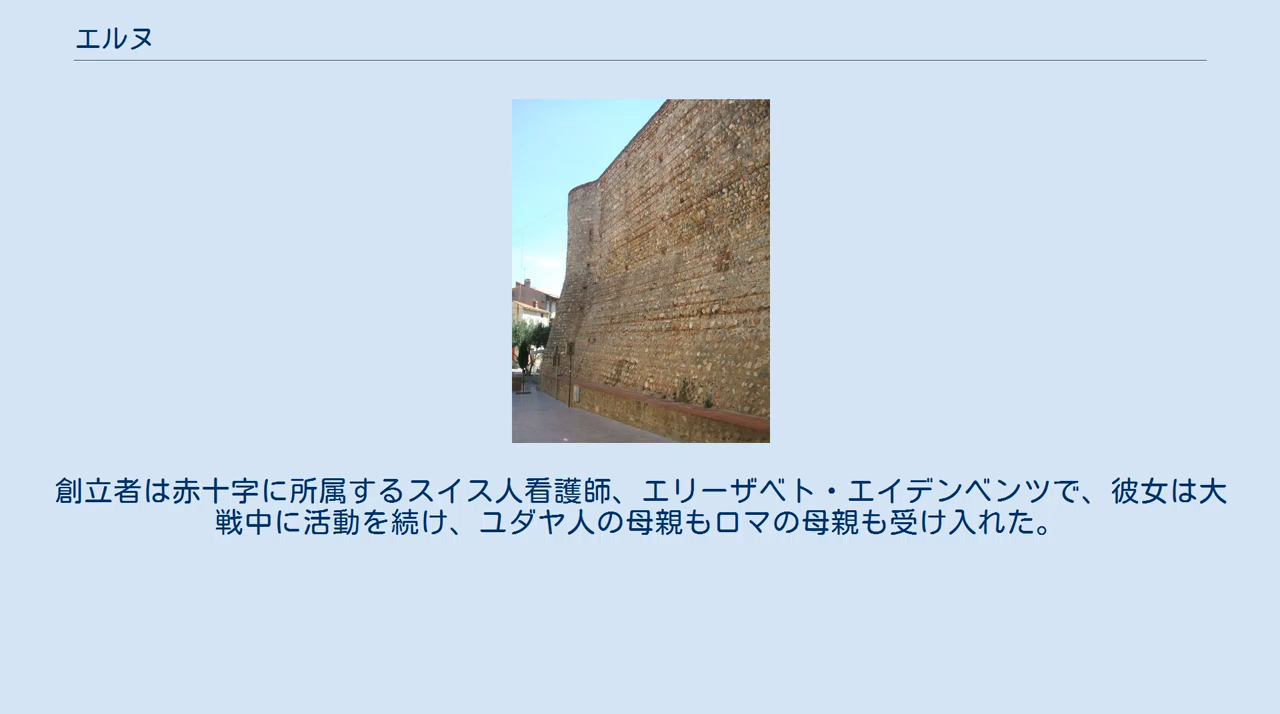 エルヌ
創立者は赤十字に所属するスイス人看護師、エリーザベト・エイデンベンツで、彼女は大
戦中に活動を続け、ユダヤ人の母親もロマの母親も受け入れた。